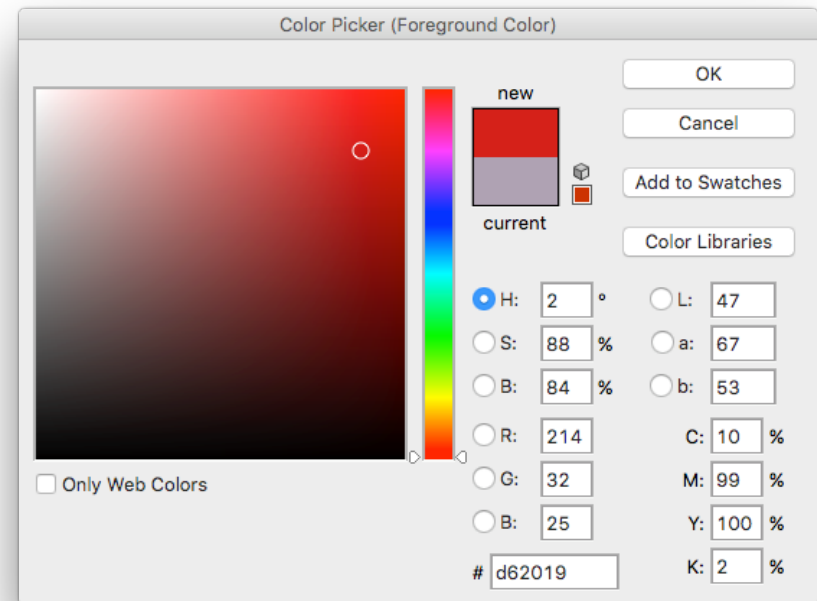 Color Picker (Foreground Color)
new
current
OK
Cancel
Add to Swatches
Color Libraries
H: 2 °
S: 88 %
B: 84 %
R: 214
G: 32
B: 25
# d62019
L: 47
a: 67
b: 53
C: 10 %
M: 99 %
Y: 100 %
K: 2 %
Only Web Colors